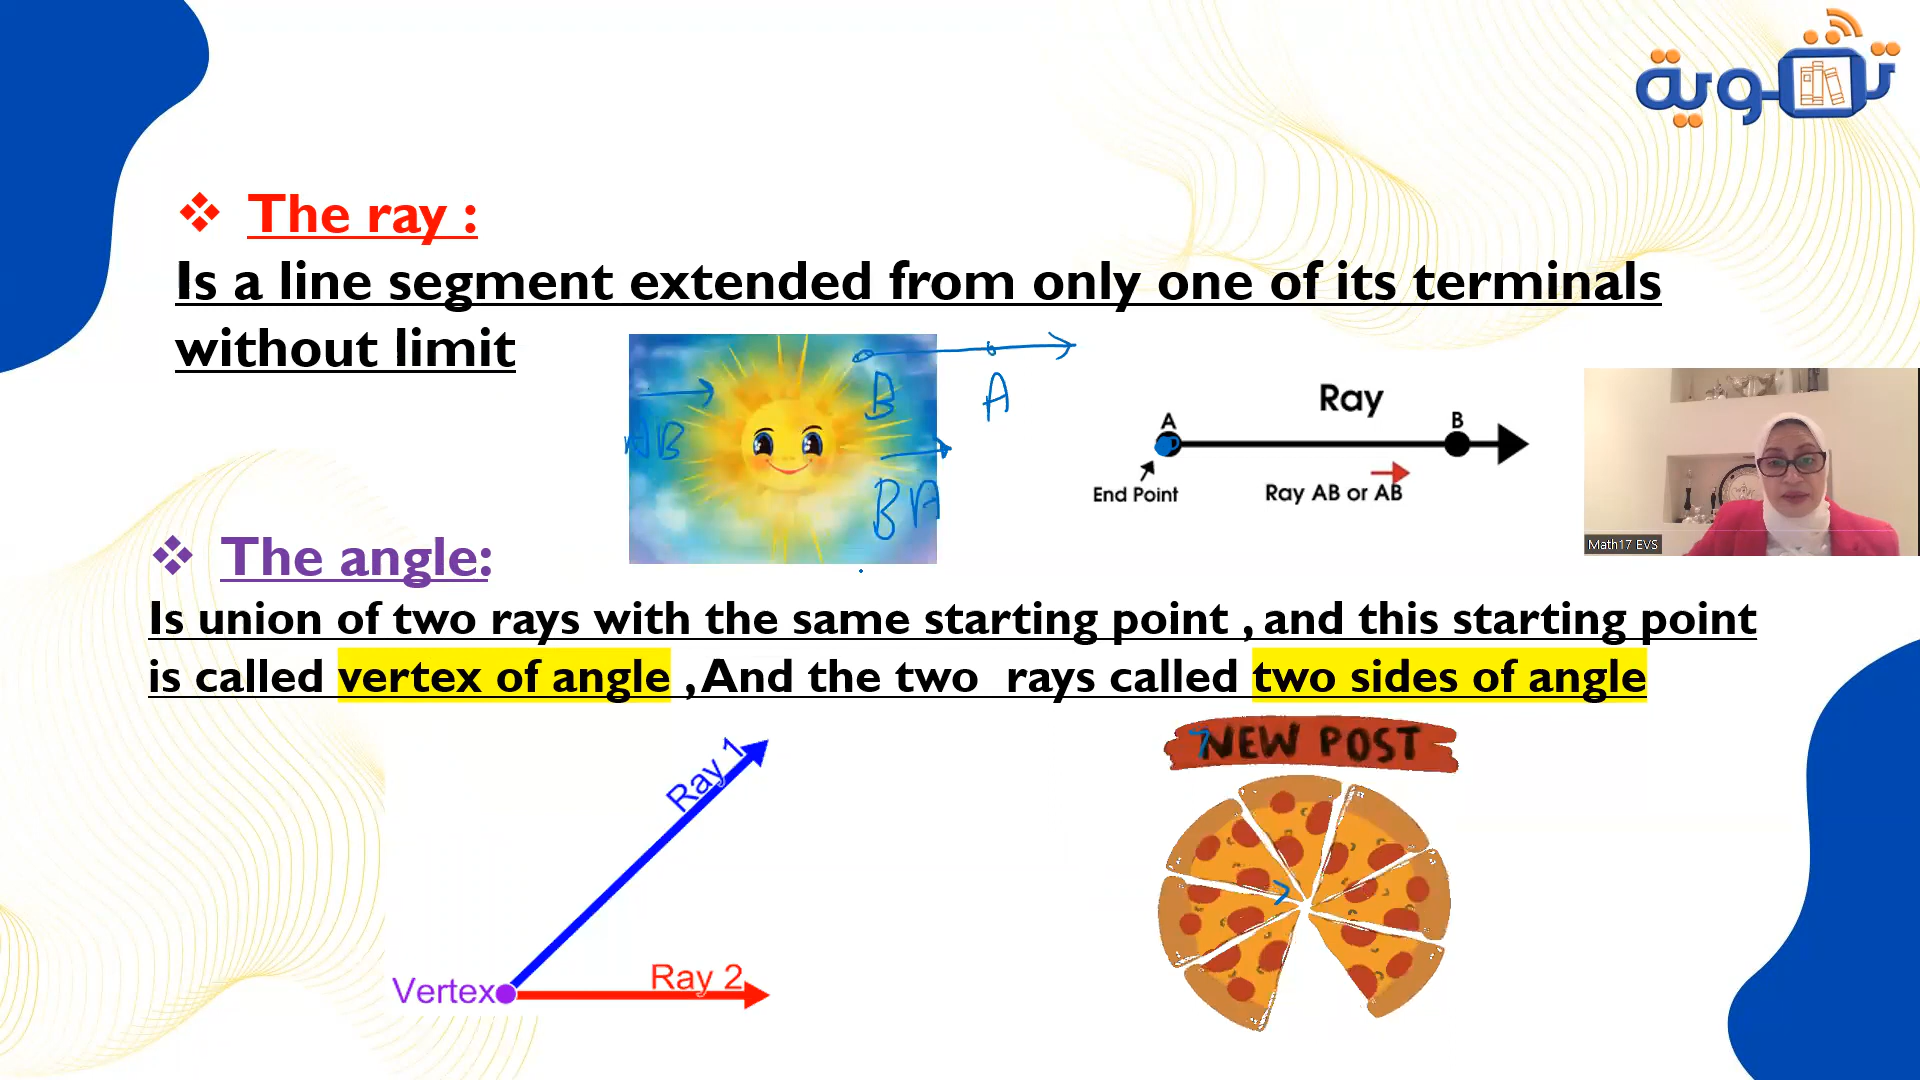 تقوية
❖ The ray :
Is a line segment extended from only one of its terminals
without limit
B
A
AB
BA
Ray
A
B
End Point
Ray AB or AB
Math17 EVS
❖ The angle:
Is union of two rays with the same starting point , and this starting point
is called vertex of angle , And the two rays called two sides of angle
Ray 1
Ray 2
Vertex
NEW POST